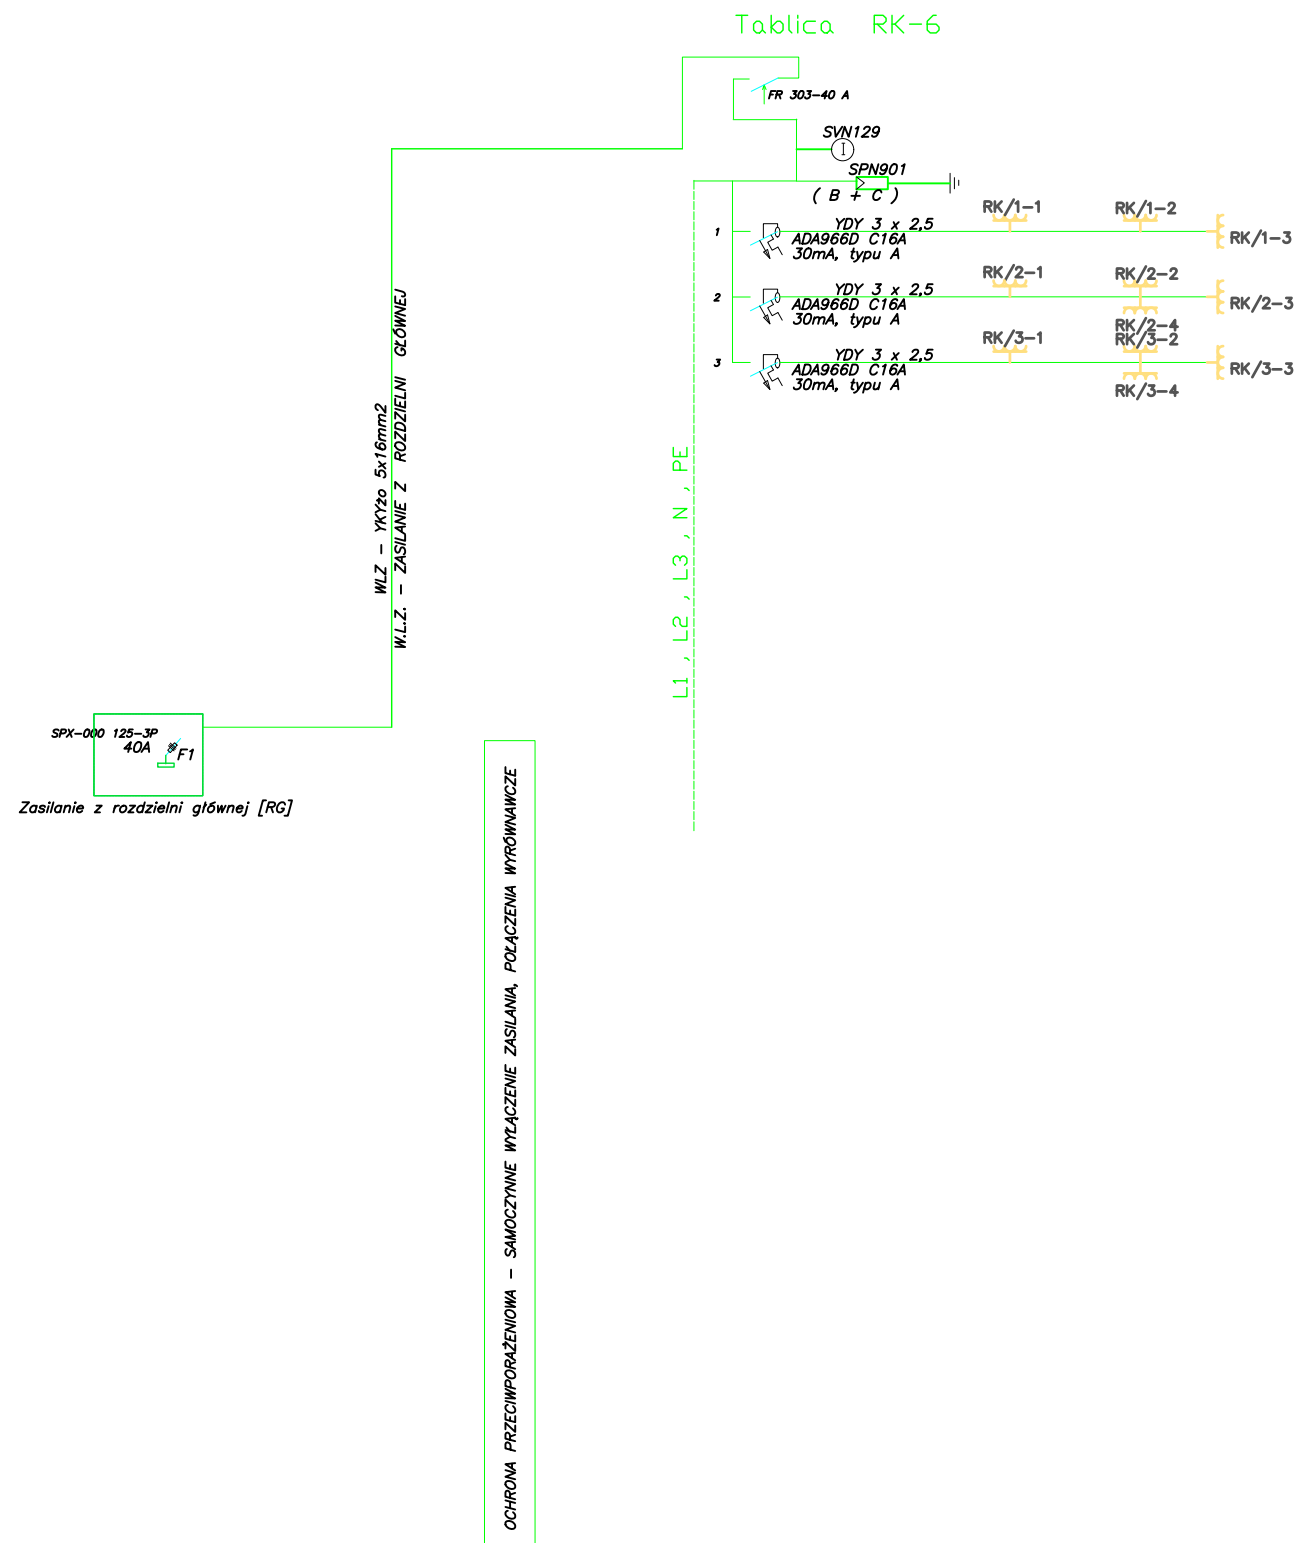 Tablica RK-6
FR 303-40 A
SVN129
I
SPN901
( B + C )
1
YDY 3 x 2,5
ADA966D C16A
30mA, typu A
RK/1-1
RK/1-2
RK/1-3
2
YDY 3 x 2,5
ADA966D C16A
30mA, typu A
RK/2-1
RK/2-2
RK/2-3
RK/2-4
3
YDY 3 x 2,5
ADA966D C16A
30mA, typu A
RK/3-1
RK/3-2
RK/3-3
RK/3-4
WLZ - YKYżo 5x16mm2
W.L.Z. - ZASILANIE Z ROZDZIELNI GŁÓWNEJ
L1 , L2 , L3 , N , PE
SPX-000 125-3P
40A
F1
Zasilanie z rozdzielni głównej [RG]
OCHRONA PRZECIWPORAŻENIOWA - SAMOCZYNNE WYŁĄCZENIE ZASILANIA, POŁĄCZENIA WYRÓWNAWCZE